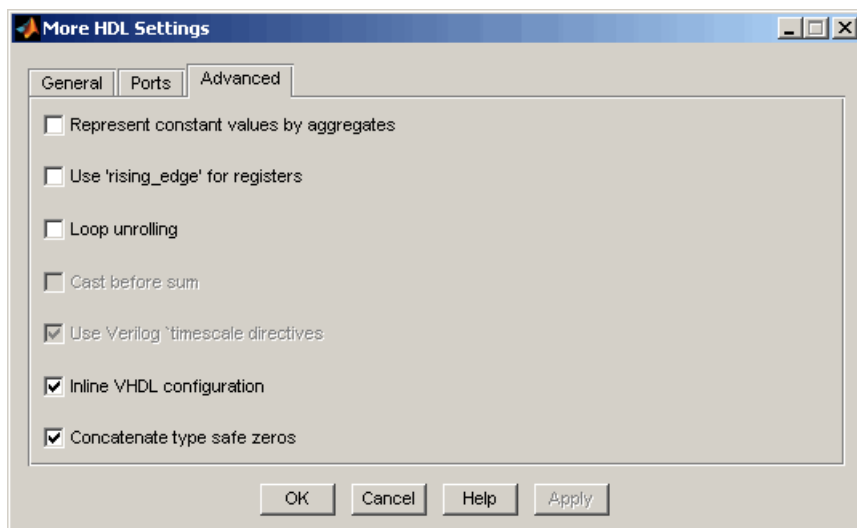 More HDL Settings
General Ports Advanced
Represent constant values by aggregates
Use 'rising_edge' for registers
Loop unrolling
Cast before sum
Use Verilog `timescale directives
Inline VHDL configuration
Concatenate type safe zeros
OK Cancel Help Apply